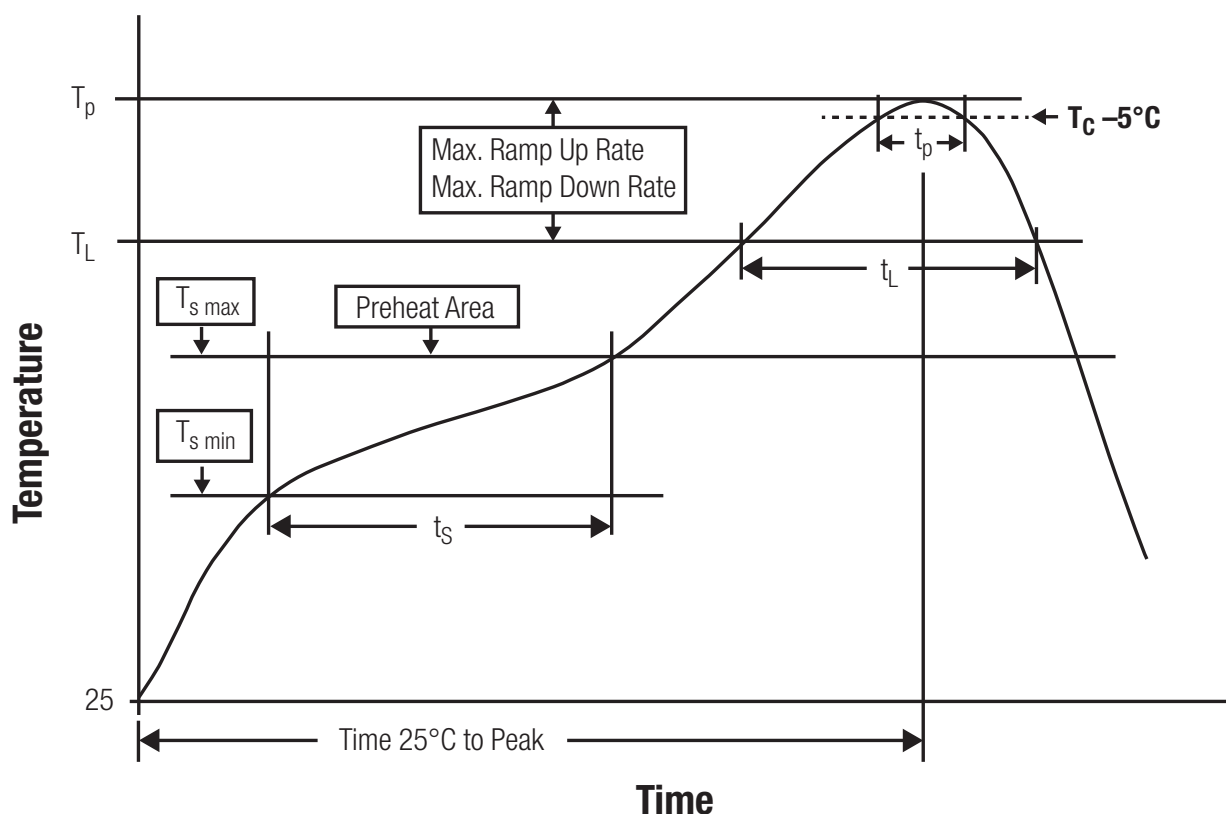 Tp
TC –5°C
Max. Ramp Up Rate
Max. Ramp Down Rate
tp
TL
tL
Ts max
Preheat Area
Ts min
Temperature
tS
25
Time 25°C to Peak
Time